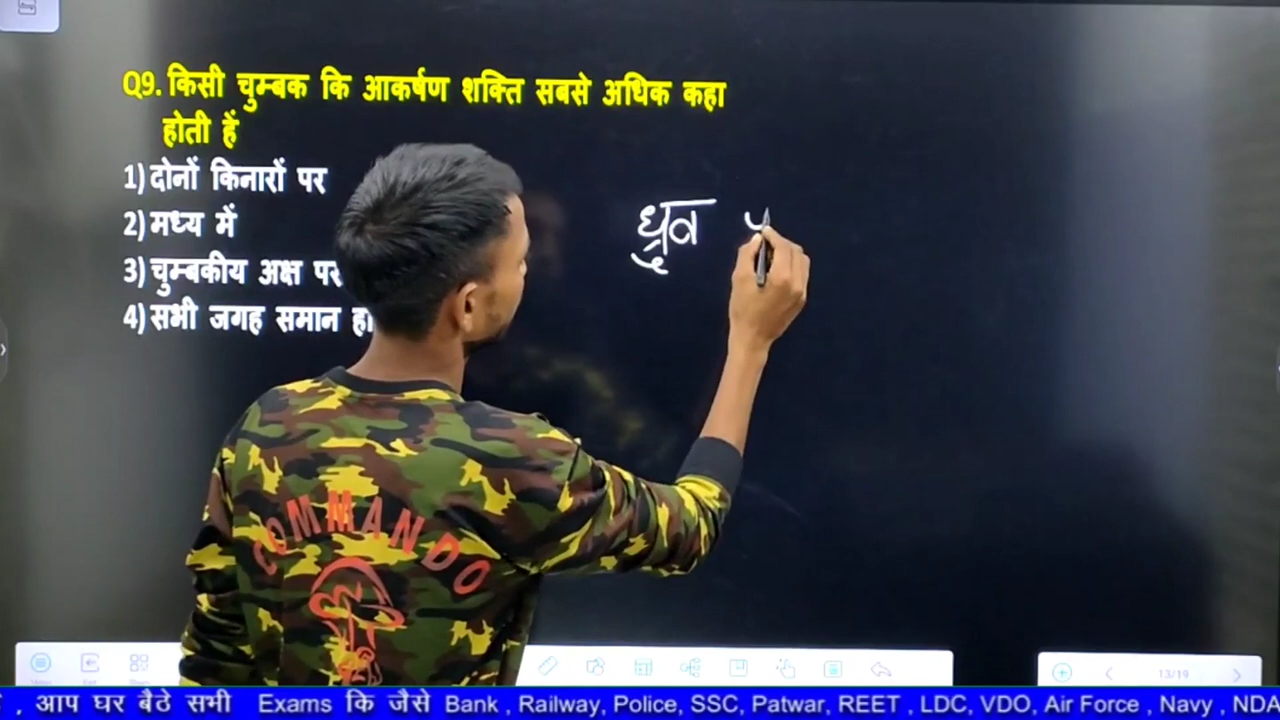 Q9. किसी चुम्बक कि आकर्षण शक्ति सबसे अधिक कहा
होती हें
1) दोनों किनारों पर
2) मध्य में
3) चुम्बकीय अक्ष पर
4) सभी जगह समान
ध्रुव
COMMANDO
13/19
, आप घर बैठे सभी Exams कि जैसे Bank , Railway, Police, SSC, Patwar, REET , LDC, VDO, Air Force , Navy , NDA